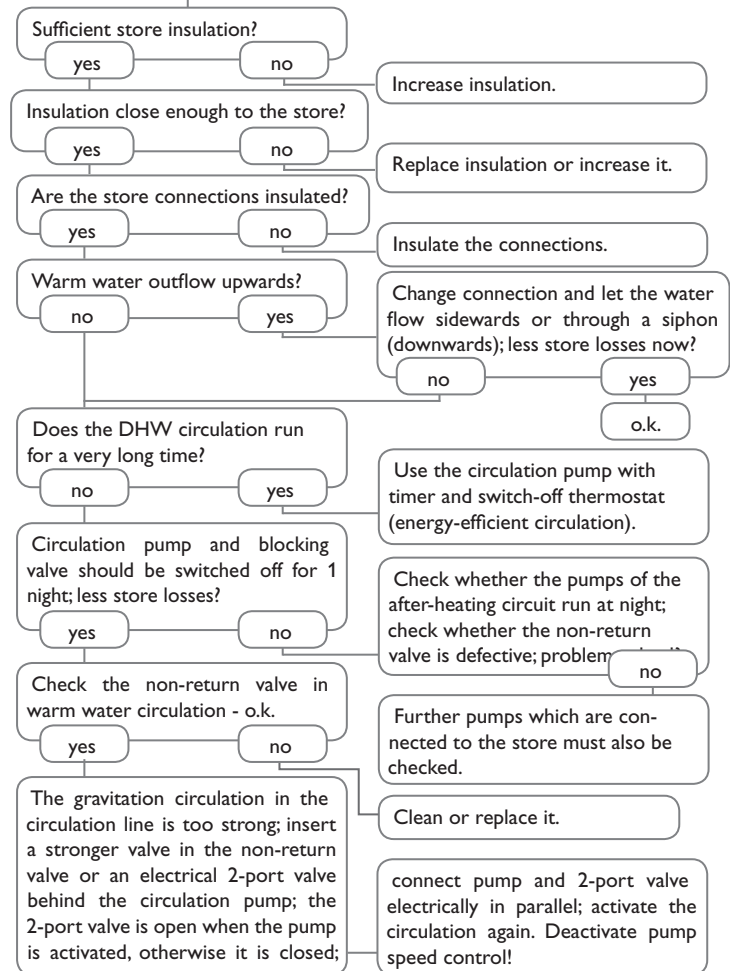 Sufficient store insulation?
yes
no
Increase insulation.
Insulation close enough to the store?
yes
no
Replace insulation or increase it.
Are the store connections insulated?
yes
no
Insulate the connections.
Warm water outflow upwards?
no
yes
Change connection and let the water
flow sidewards or through a siphon
(downwards); less store losses now?
no
yes
o.k.
Does the DHW circulation run
for a very long time?
no
yes
Use the circulation pump with
timer and switch-off thermostat
(energy-efficient circulation).
Circulation pump and blocking
valve should be switched off for 1
night; less store losses?
yes
no
Check whether the pumps of the
after-heating circuit run at night;
check whether the non-return
valve is defective; problem
no
Further pumps which are con-
nected to the store must also be
checked.
Check the non-return valve in
warm water circulation - o.k.
yes
no
Clean or replace it.
The gravitation circulation in the
circulation line is too strong; insert
a stronger valve in the non-return
valve or an electrical 2-port valve
behind the circulation pump; the
2-port valve is open when the pump
is activated, otherwise it is closed;
connect pump and 2-port valve
electrically in parallel; activate the
circulation again. Deactivate pump
speed control!